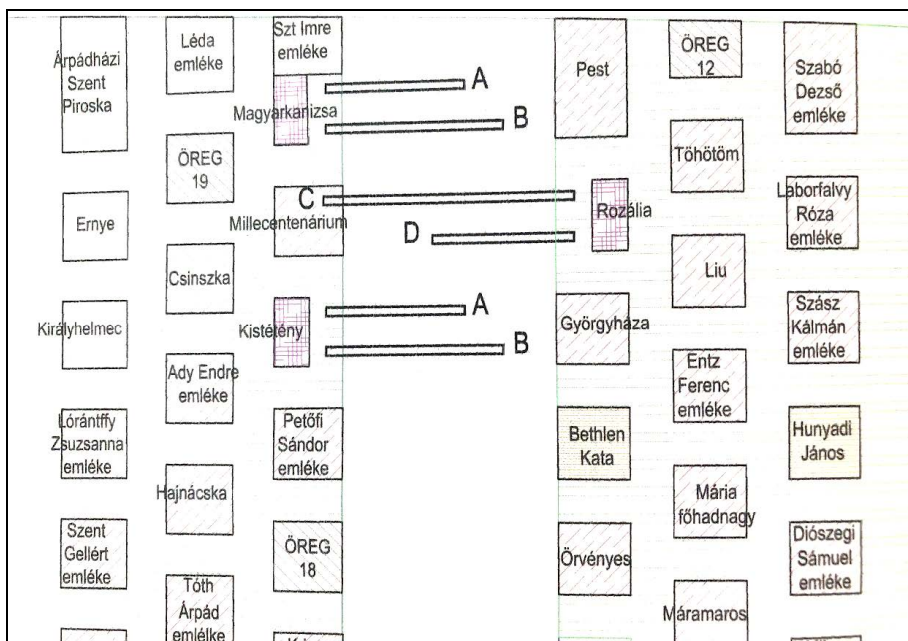 Árpádházi
Szent
Piroska
Léda
emléke
Szt Imre
emléke
Pest
ÖREG
12
Szabó
Dezső
emléke
Magyarkanizsa
A
B
ÖREG
19
Töhötöm
Ernye
Millecentenárium
C
D
Rozália
Laborfalvy
Róza
emléke
Csinszka
Liu
Királyhelmec
Kistétény
A
B
Györgyháza
Szász
Kálmán
emléke
Ady Endre
emléke
Entz
Ferenc
emléke
Lórántffy
Zsuzsanna
emléke
Petőfi
Sándor
emléke
Bethlen
Kata
Hunyadi
János
Hajnácska
Mária
főhadnagy
Szent
Gellért
emléke
ÖREG
18
Örvényes
Diószegi
Sámuel
emléke
Tóth
Árpád
emlélke
Máramaros